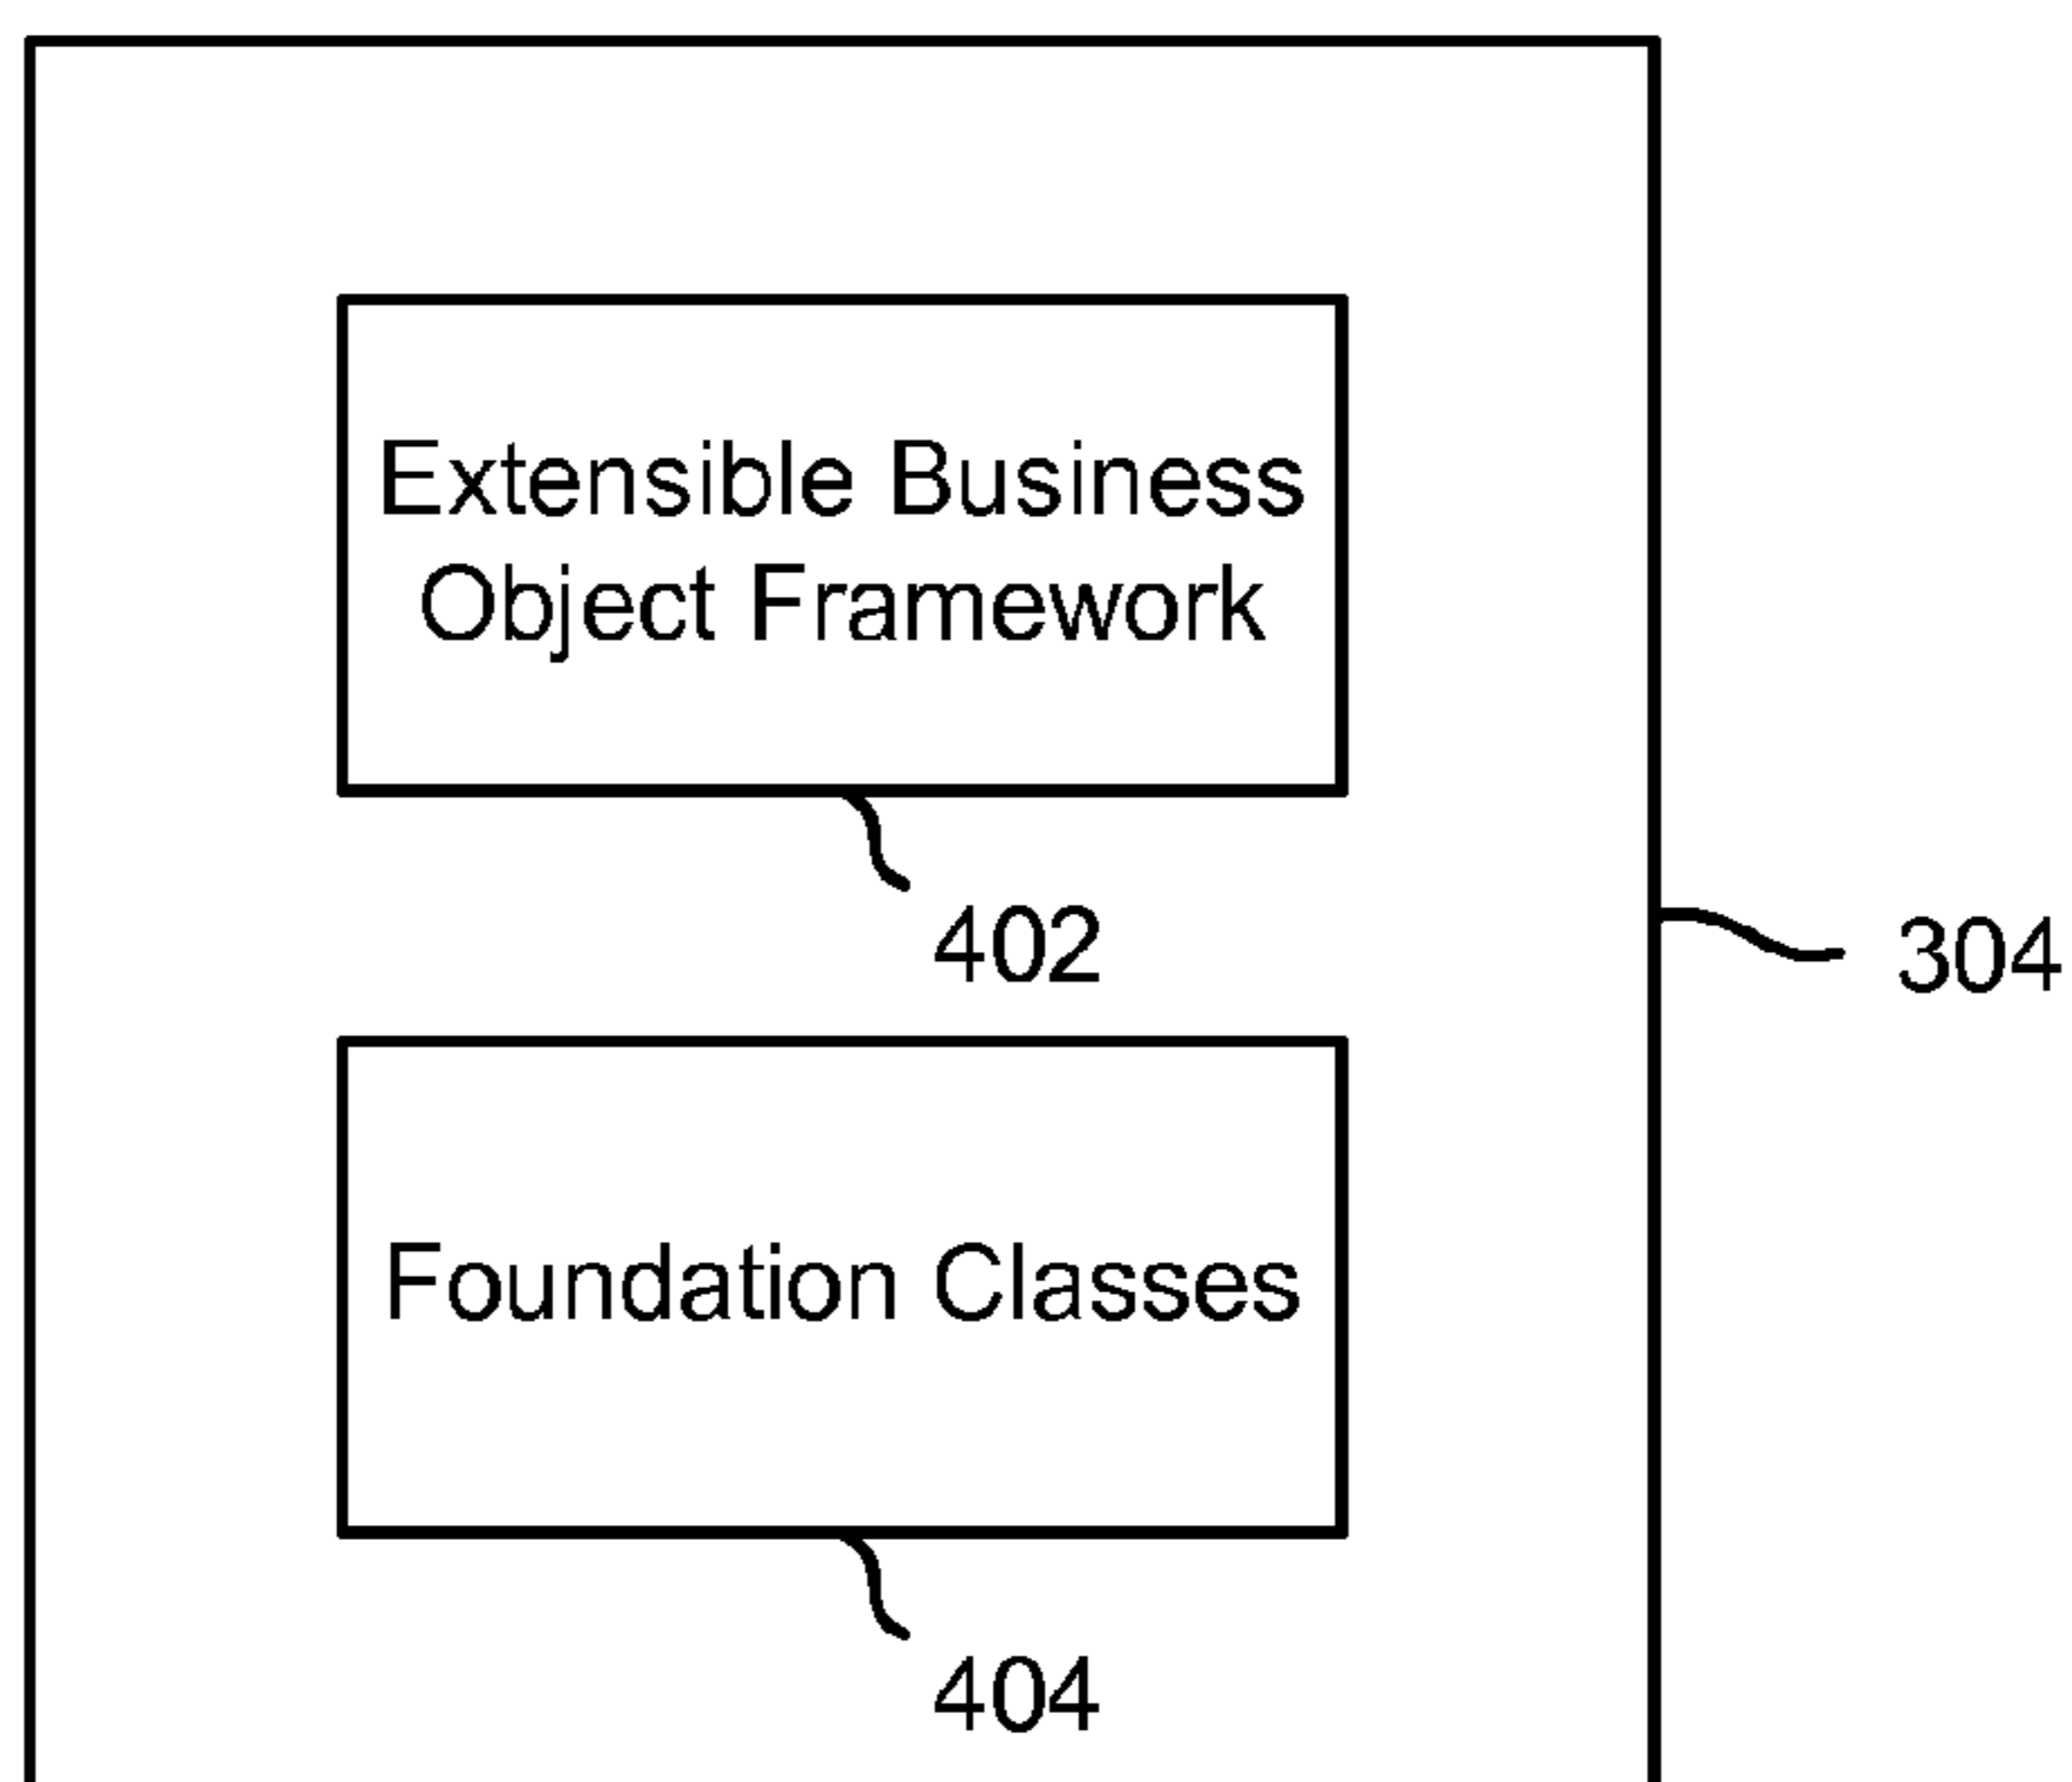 Extensible Business
Object Framework
402
304
Foundation Classes
404